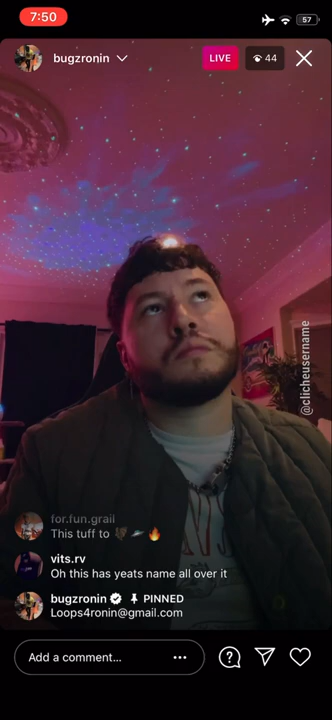 7:50
57
bugzronin
LIVE
44
@clicheusername
for.fun.grail
This tuff to
vits.rv
Oh this has yeats name all over it
bugzronin PINNED
Loops4ronin@gmail.com
Add a comment...